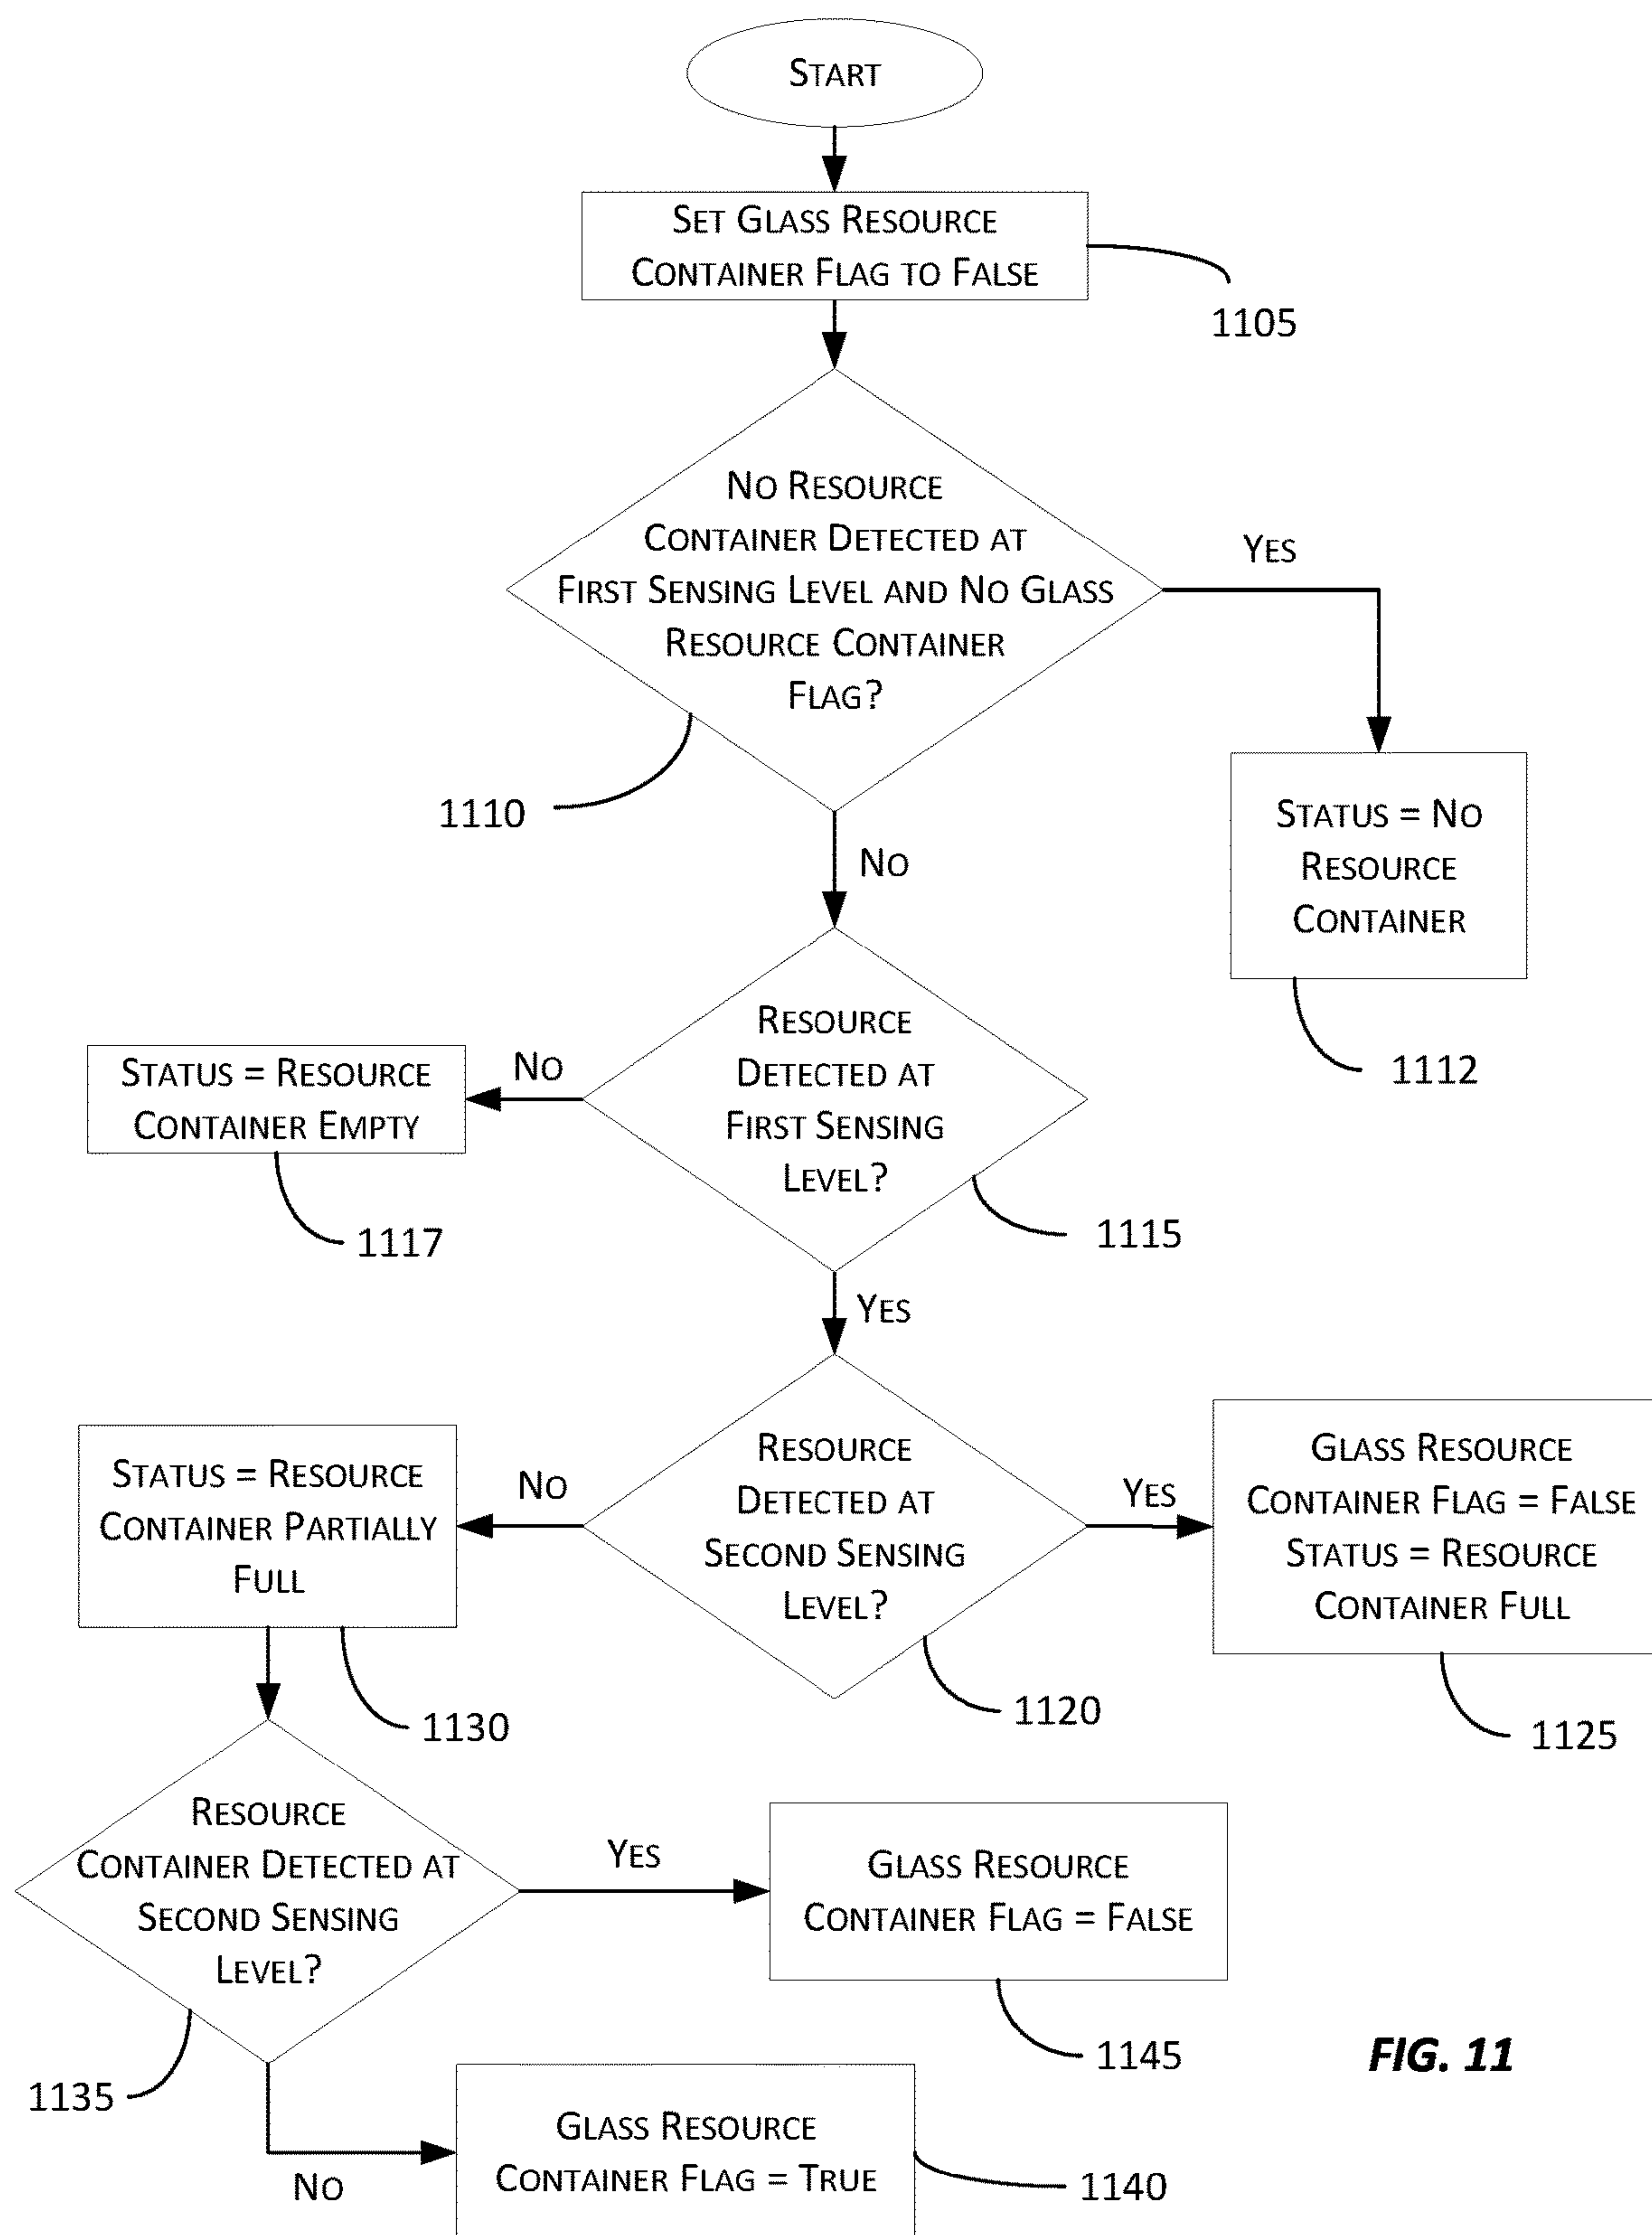 START
SET GLASS RESOURCE
CONTAINER FLAG TO FALSE
1105
NO RESOURCE
CONTAINER DETECTED AT
FIRST SENSING LEVEL AND NO GLASS
RESOURCE CONTAINER
FLAG?
YES
1110
NO
STATUS = NO
RESOURCE
CONTAINER
1112
RESOURCE
DETECTED AT
FIRST SENSING
LEVEL?
NO
STATUS = RESOURCE
CONTAINER EMPTY
1117
1115
YES
RESOURCE
DETECTED AT
SECOND SENSING
LEVEL?
NO
YES
STATUS = RESOURCE
CONTAINER PARTIALLY
FULL
GLASS RESOURCE
CONTAINER FLAG = FALSE
STATUS = RESOURCE
CONTAINER FULL
1130
1120
1125
RESOURCE
CONTAINER DETECTED AT
SECOND SENSING
LEVEL?
YES
GLASS RESOURCE
CONTAINER FLAG = FALSE
1145
1135
NO
GLASS RESOURCE
CONTAINER FLAG = TRUE
1140
FIG. 11